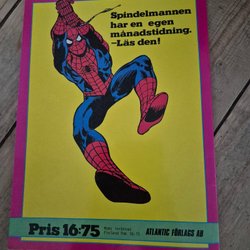 Spindelmannen
har en egen
månadstidning.
—Läs den!
Pris 16:75
ATLANTIC FÖRLAGS AB